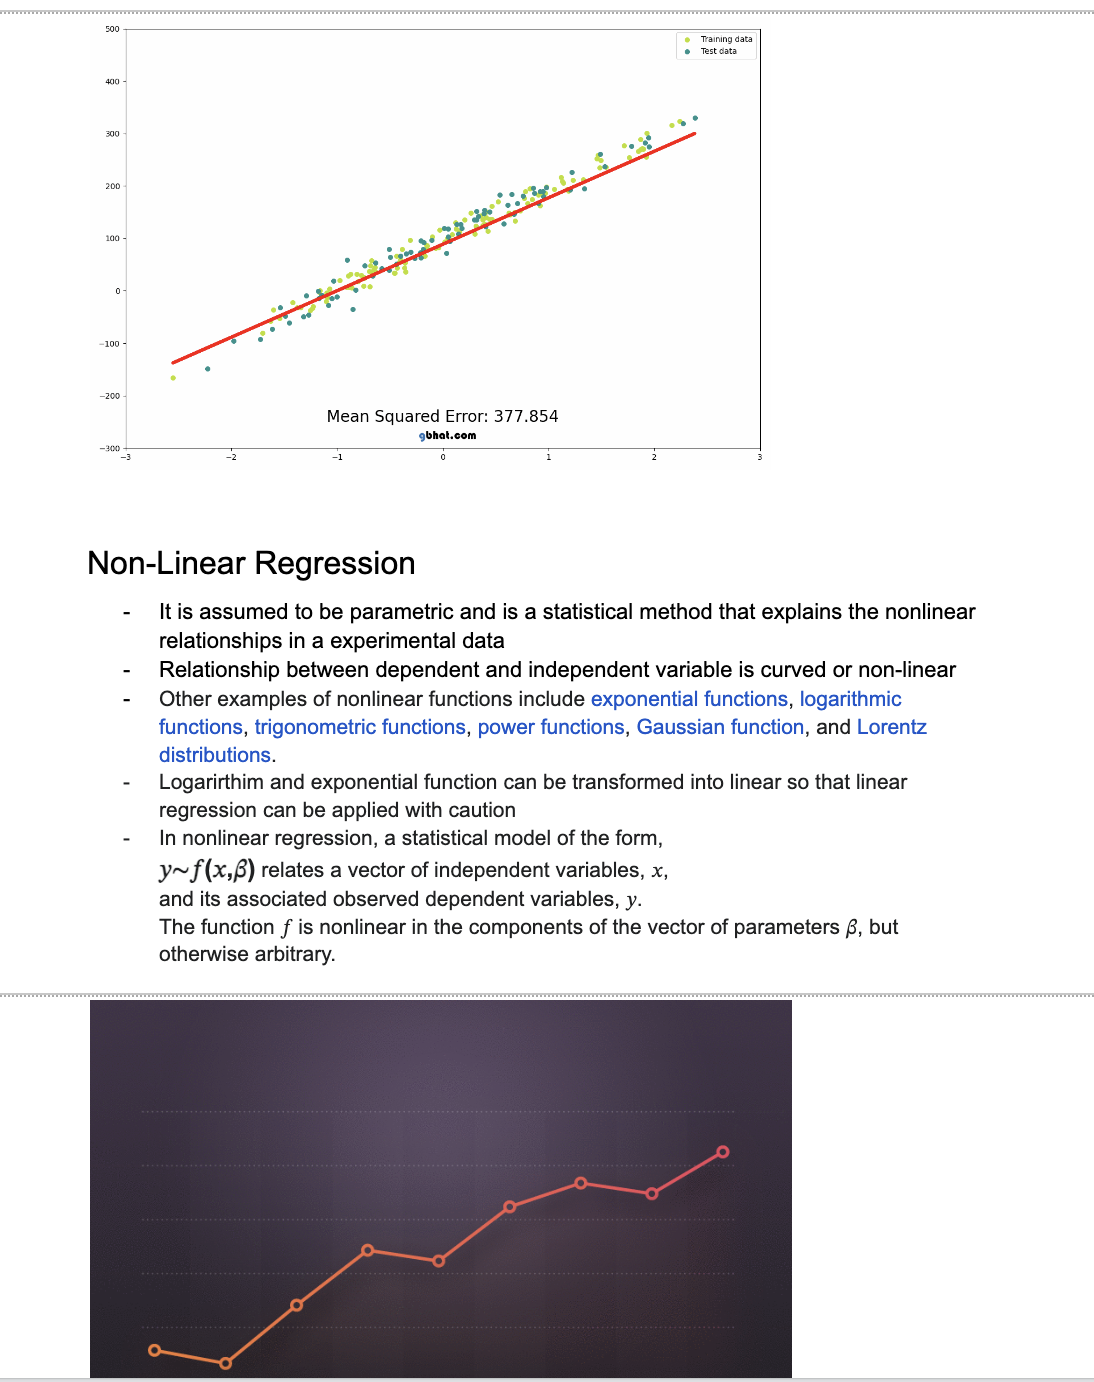 500
Training data
Test data
400
300
200
100
0
−100
−200
Mean Squared Error: 377.854
gbhat.com
−300
−3 −2 −1 0 1 2 3
Non-Linear Regression
- It is assumed to be parametric and is a statistical method that explains the nonlinear
relationships in a experimental data
- Relationship between dependent and independent variable is curved or non-linear
- Other examples of nonlinear functions include exponential functions, logarithmic
functions, trigonometric functions, power functions, Gaussian function, and Lorentz
distributions.
- Logarirthim and exponential function can be transformed into linear so that linear
regression can be applied with caution
- In nonlinear regression, a statistical model of the form,
y~f(x,β) relates a vector of independent variables, x,
and its associated observed dependent variables, y.
The function f is nonlinear in the components of the vector of parameters β, but
otherwise arbitrary.